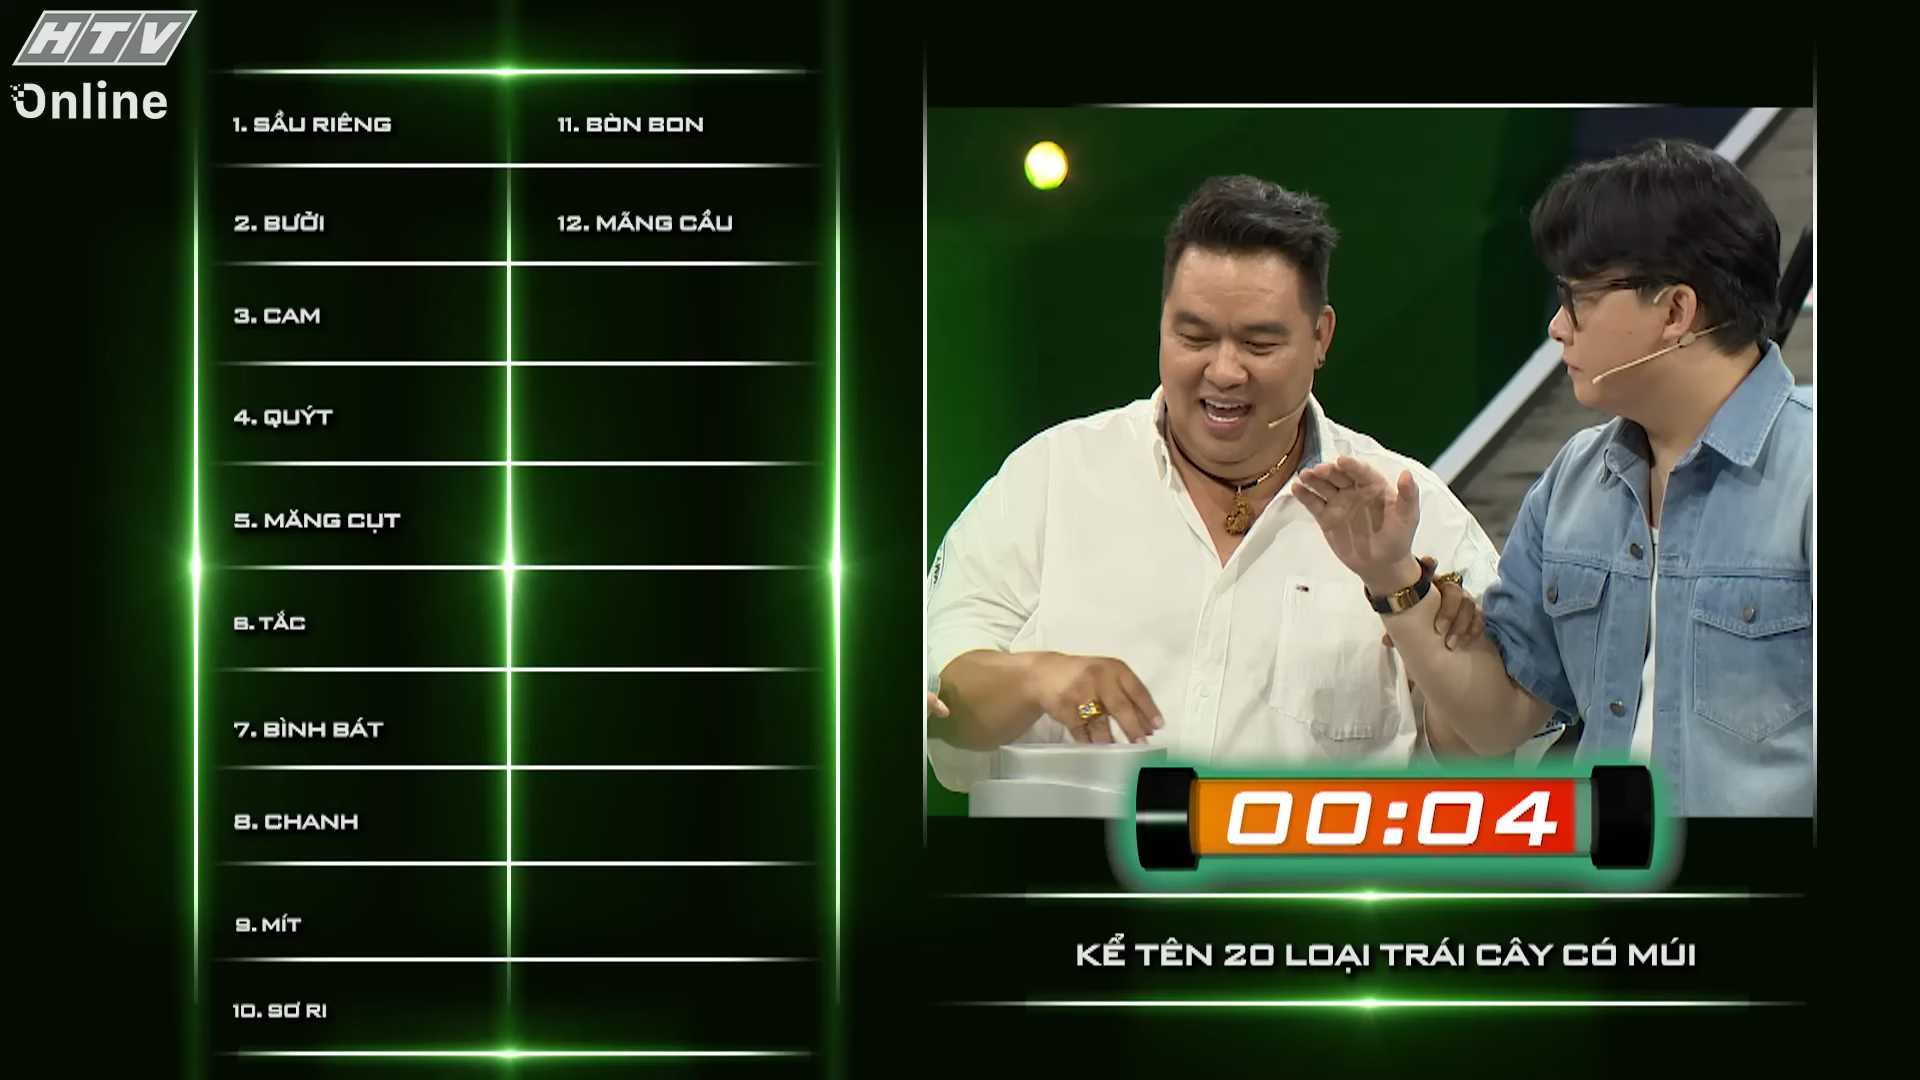 HTV
Online
1. SẦU RIÊNG
2. BƯỞI
3. CAM
4. QUÝT
5. MĂNG CỤT
6. TẮC
7. BÌNH BÁT
8. CHANH
9. MÍT
10. SƠ RI
11. BÒN BON
12. MÃNG CẦU
00:04
KỂ TÊN 20 LOẠI TRÁI CÂY CÓ MÚI